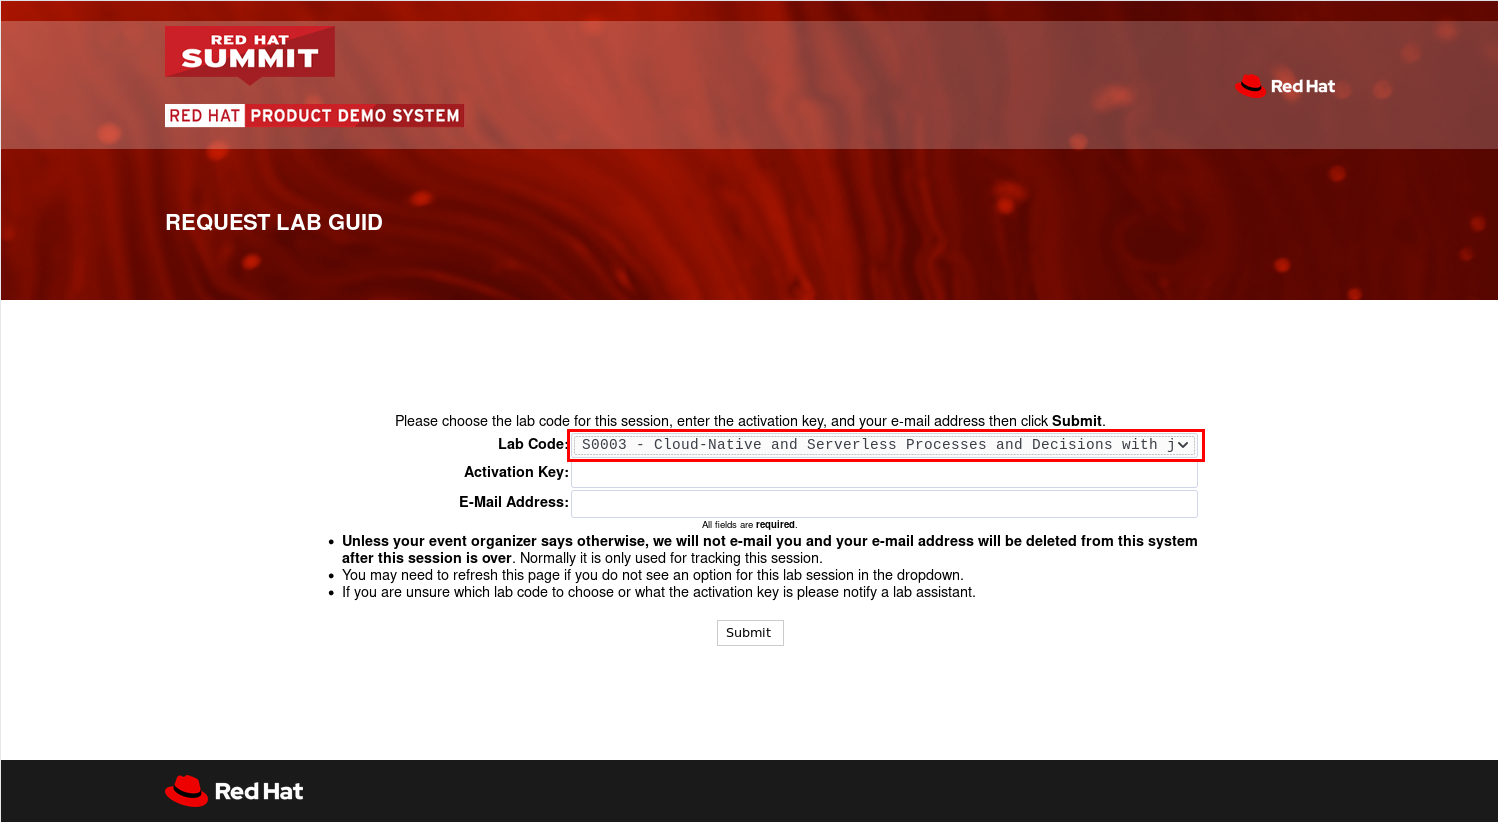 RED HAT
SUMMIT
RED HAT PRODUCT DEMO SYSTEM
Red Hat
REQUEST LAB GUID
Please choose the lab code for this session, enter the activation key, and your e-mail address then click Submit.
Lab Code: S0003 - Cloud-Native and Serverless Processes and Decisions with j
Activation Key:
E-Mail Address:
All fields are required.
• Unless your event organizer says otherwise, we will not e-mail you and your e-mail address will be deleted from this system
after this session is over. Normally it is only used for tracking this session.
• You may need to refresh this page if you do not see an option for this lab session in the dropdown.
• If you are unsure which lab code to choose or what the activation key is please notify a lab assistant.
Submit
Red Hat